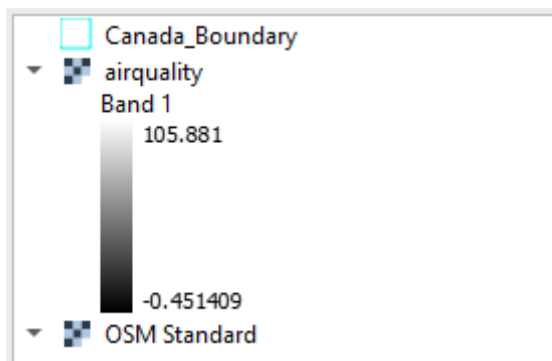 Canada_Boundary
airquality
Band 1
105.881
-0.451409
OSM Standard